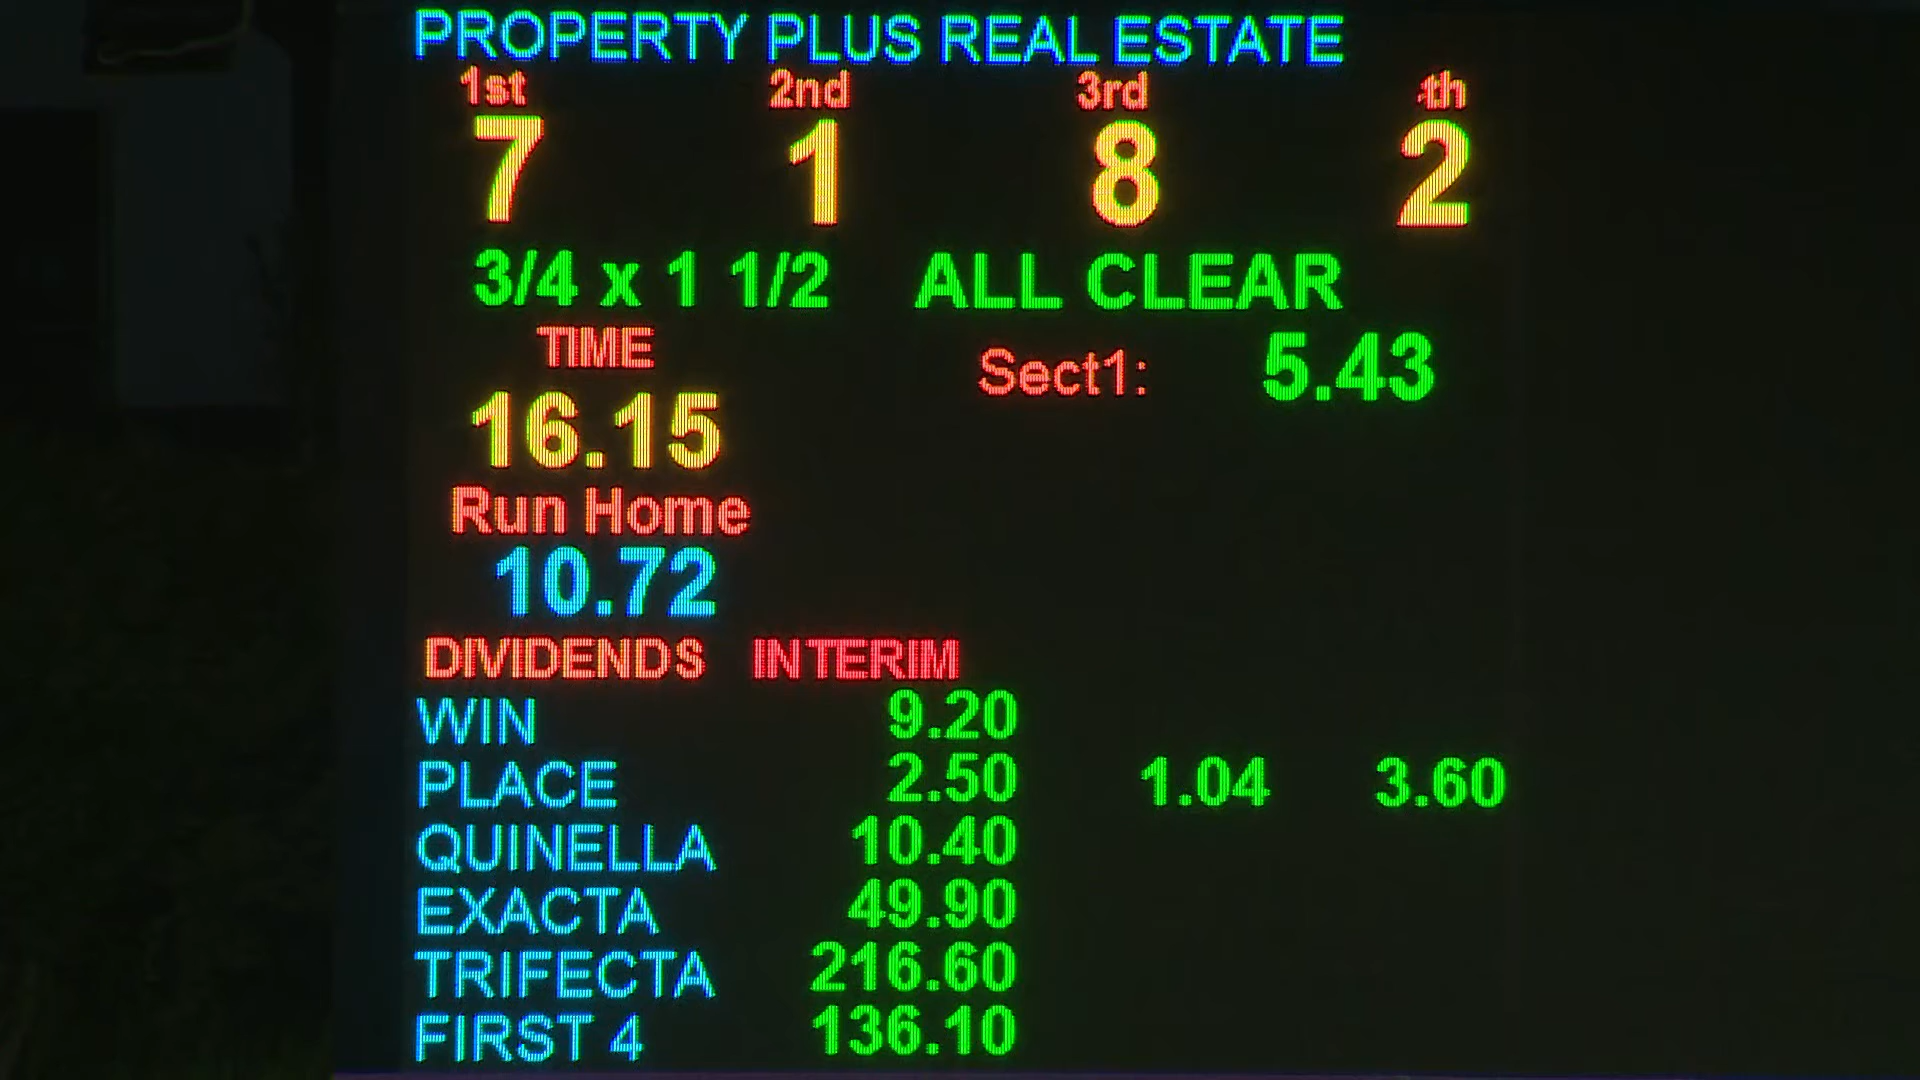 PROPERTY PLUS REAL ESTATE
1st 2nd 3rd th
7 1 8 2
3/4 x 1 1/2 ALL CLEAR
TIME Sect1: 5.43
16.15
Run Home
10.72
DIVIDENDS INTERIM
WIN 9.20
PLACE 2.50 1.04 3.60
QUINELLA 10.40
EXACTA 49.90
TRIFECTA 216.60
FIRST 4 136.10